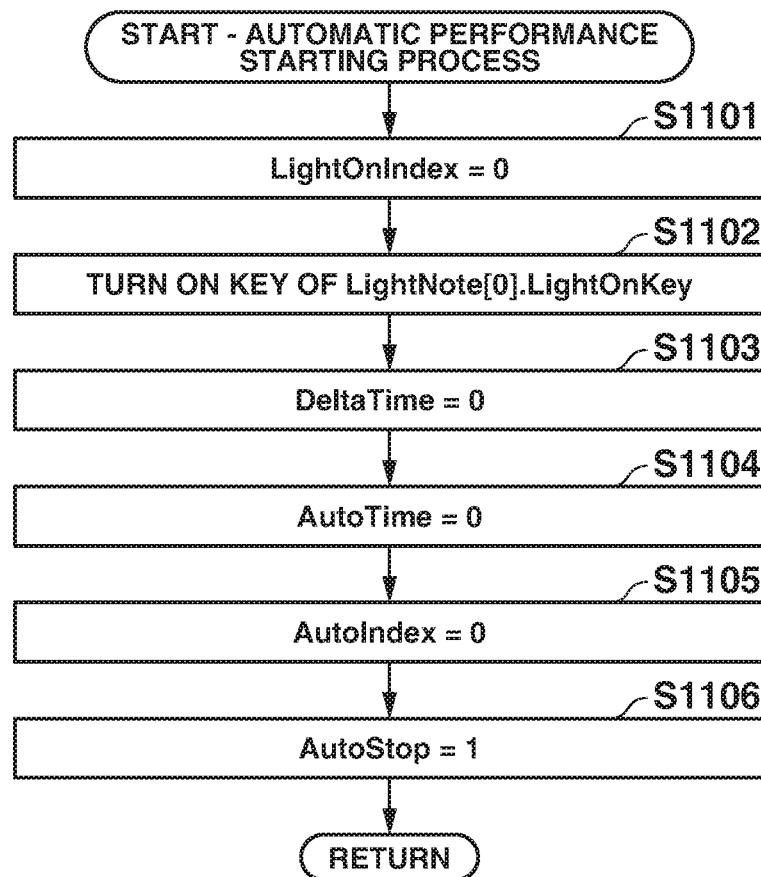 START - AUTOMATIC PERFORMANCE
STARTING PROCESS
S1101
LightOnIndex = 0
S1102
TURN ON KEY OF LightNote[0].LightOnKey
S1103
DeltaTime = 0
S1104
AutoTime = 0
S1105
AutoIndex = 0
S1106
AutoStop = 1
RETURN